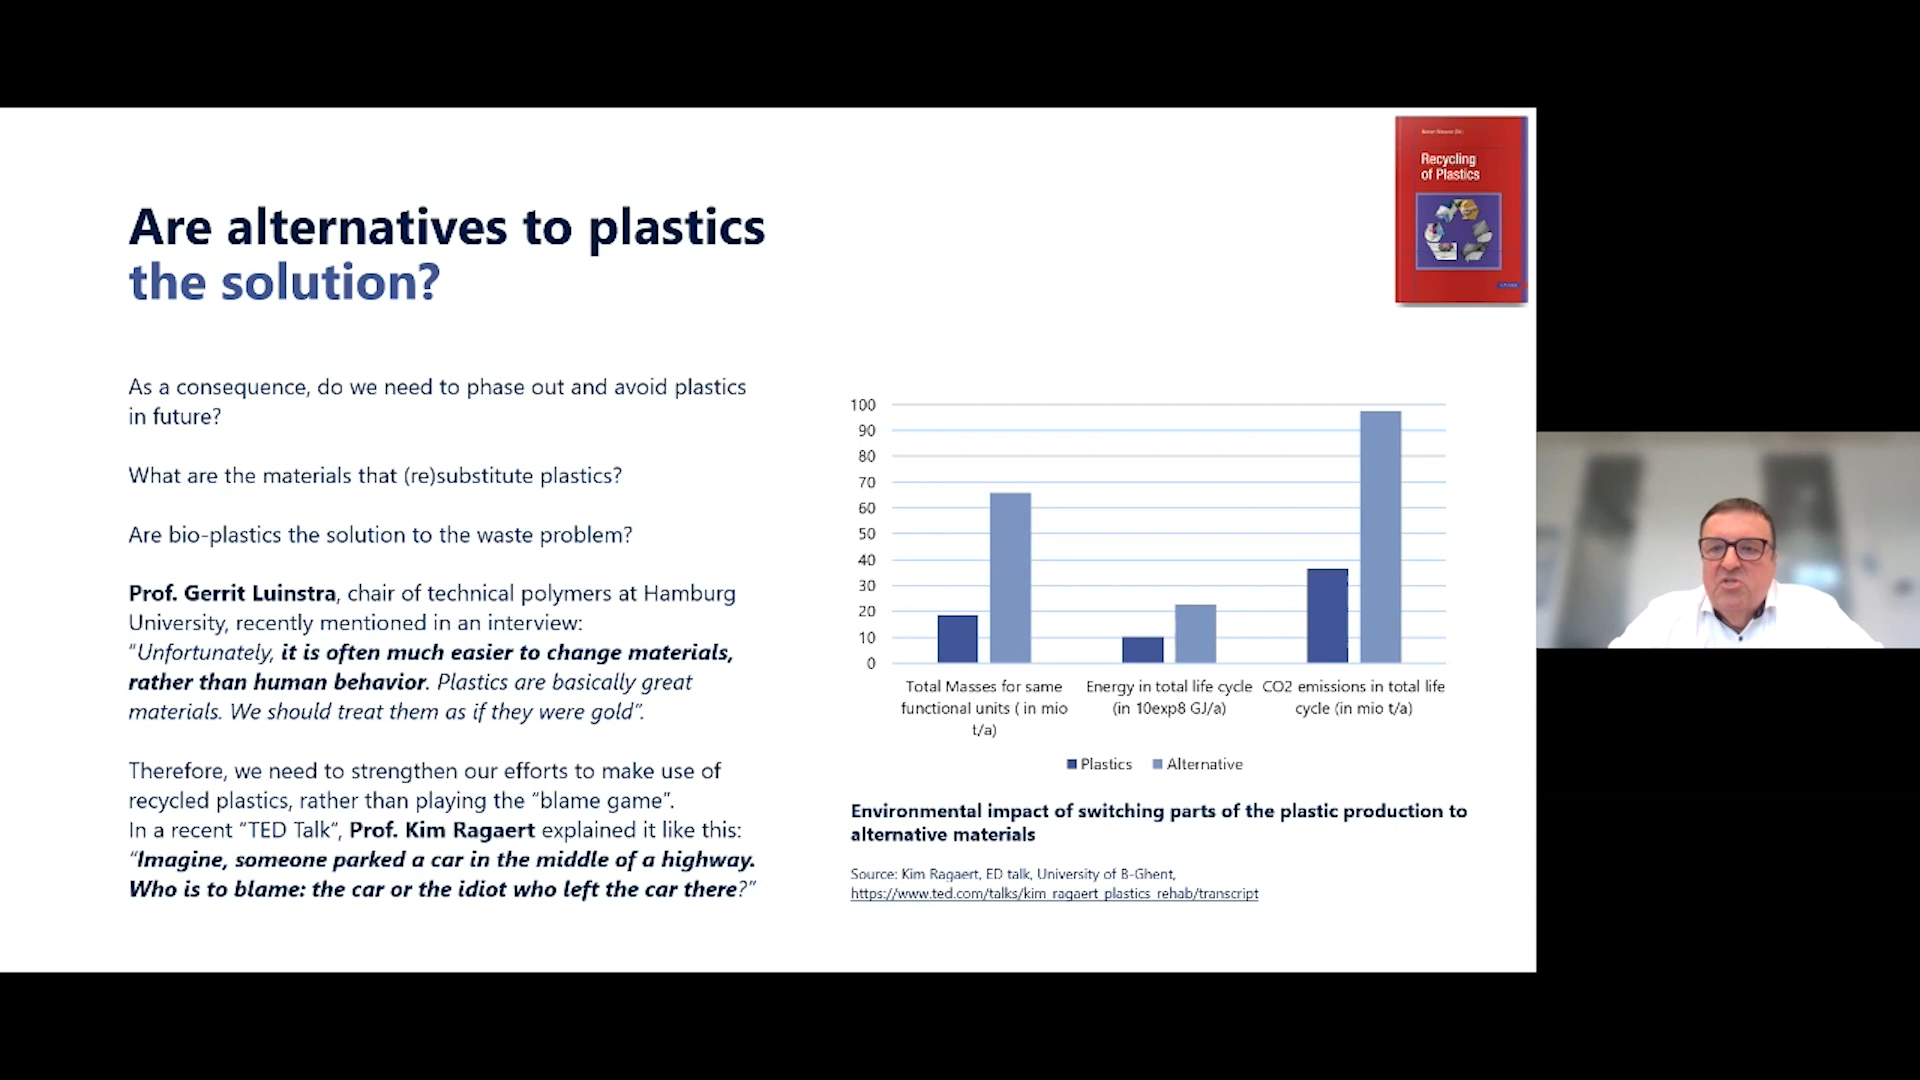 Recycling
of Plastics
Are alternatives to plastics
the solution?
As a consequence, do we need to phase out and avoid plastics
in future?
What are the materials that (re)substitute plastics?
Are bio-plastics the solution to the waste problem?
Prof. Gerrit Luinstra, chair of technical polymers at Hamburg
University, recently mentioned in an interview:
"Unfortunately, it is often much easier to change materials,
rather than human behavior. Plastics are basically great
materials. We should treat them as if they were gold".
Therefore, we need to strengthen our efforts to make use of
recycled plastics, rather than playing the "blame game".
In a recent "TED Talk", Prof. Kim Ragaert explained it like this:
"Imagine, someone parked a car in the middle of a highway.
Who is to blame: the car or the idiot who left the car there?"
100
90
80
70
60
50
40
30
20
10
0
Total Masses for same
functional units ( in mio
t/a)
Energy in total life cycle
(in 10exp8 GJ/a)
CO2 emissions in total life
cycle (in mio t/a)
Plastics
Alternative
Environmental impact of switching parts of the plastic production to
alternative materials
Source: Kim Ragaert, ED talk, University of B-Ghent,
https://www.ted.com/talks/kim_ragaert_plastics_rehab/transcript